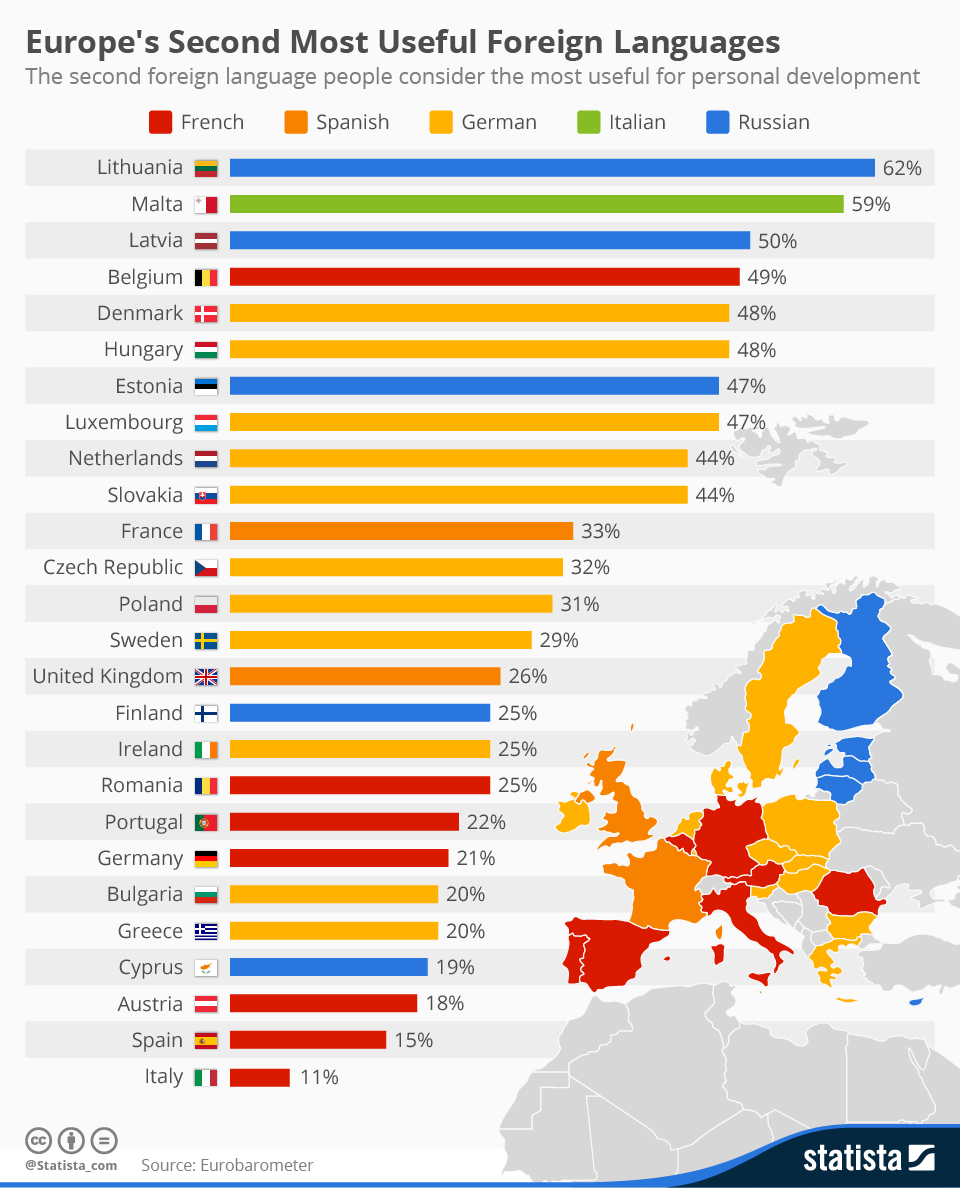 Europe's Second Most Useful Foreign Languages
The second foreign language people consider the most useful for personal development
French Spanish German Italian Russian
Lithuania 62%
Malta 59%
Latvia 50%
Belgium 49%
Denmark 48%
Hungary 48%
Estonia 47%
Luxembourg 47%
Netherlands 44%
Slovakia 44%
France 33%
Czech Republic 32%
Poland 31%
Sweden 29%
United Kingdom 26%
Finland 25%
Ireland 25%
Romania 25%
Portugal 22%
Germany 21%
Bulgaria 20%
Greece 20%
Cyprus 19%
Austria 18%
Spain 15%
Italy 11%
cc
@Statista_com Source: Eurobarometer
statista